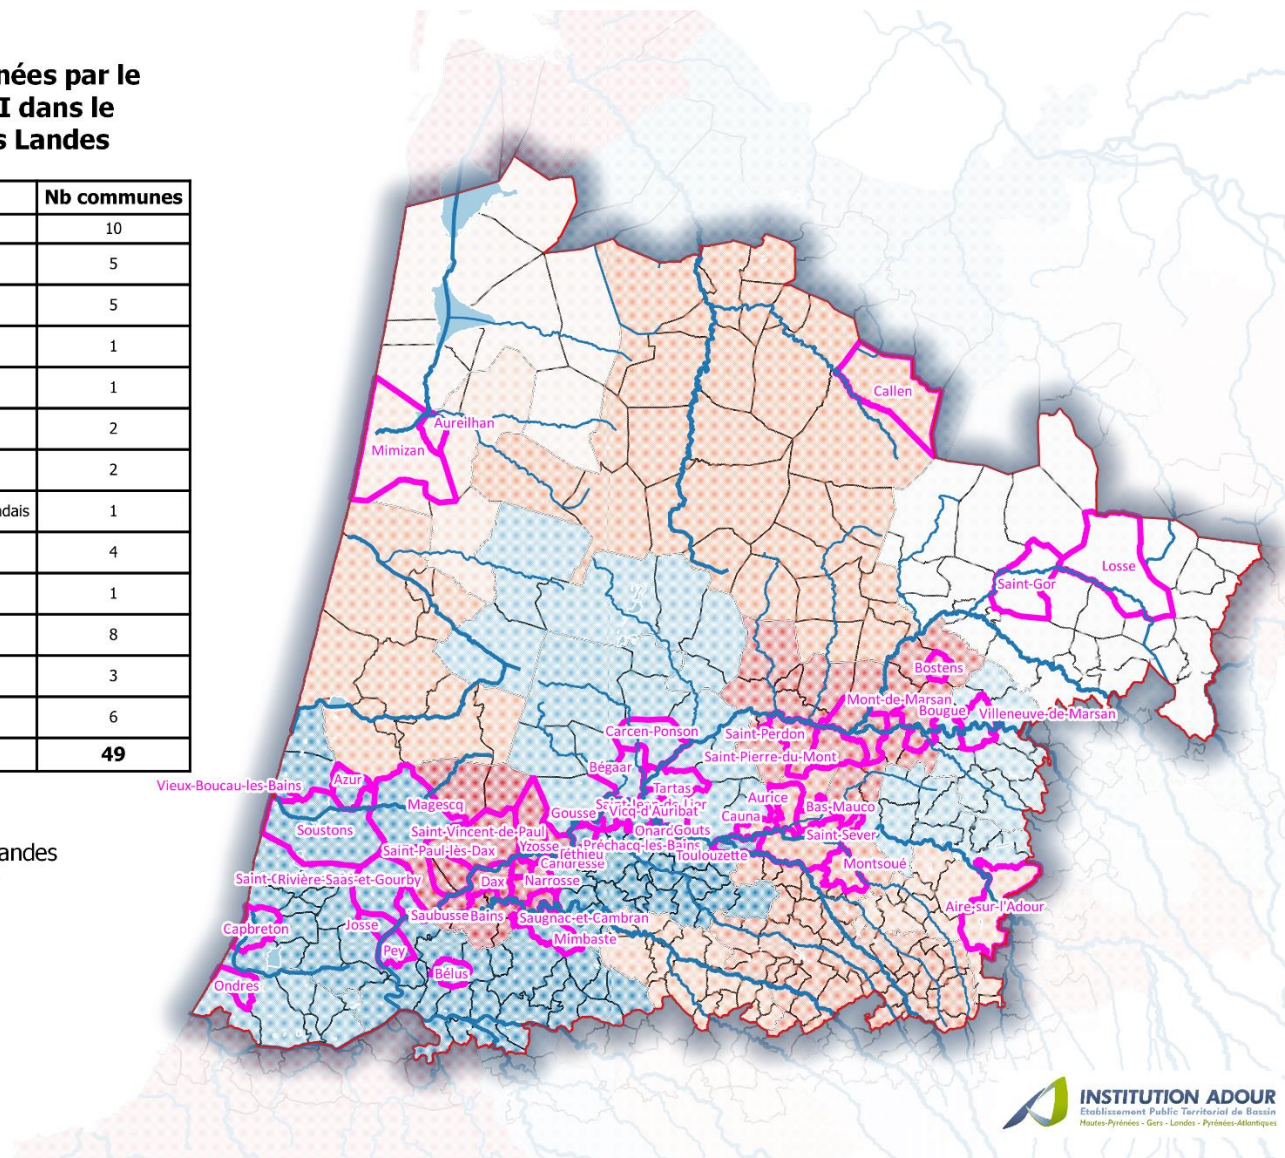 nées par le
I dans le
s Landes
Nb communes
10
5
5
1
1
2
2
ndais 1
4
1
8
3
6
49
andes
Callen
Aureilhan
Mimizan
Losse
Saint-Gor
Bostens
Mont-de-Marsan
Bougue
Villeneuve-de-Marsan
Carcen-Ponson
Saint-Perdon
Saint-Pierre-du-Mont
Bégaar
Vieux-Boucau-les-Bains
Azur
Tartas
Magescq
Aurice
Bas-Mauco
Gousse
Vicq-d'Auribat
Cauna
Soustons
Saint-Vincent-de-Paul
Onard
Gouts
Saint-Sever
Yzosse
Préchacq-les-Bains
Saint-Paul-lès-Dax
Téthieu
Toulouzette
Candresse
Montsoué
Rivière-Saas-et-Gourby
Dax
Narrosse
Aire-sur-l'Adour
Saubusse
Bains
Saugnac-et-Cambran
Capbreton
Josse
Mimbaste
Pey
Bélus
Ondres
INSTITUTION ADOUR
Etablissement Public Territorial de Bassin
Hautes-Pyrénées - Gers - Landes - Pyrénées-Atlantiques